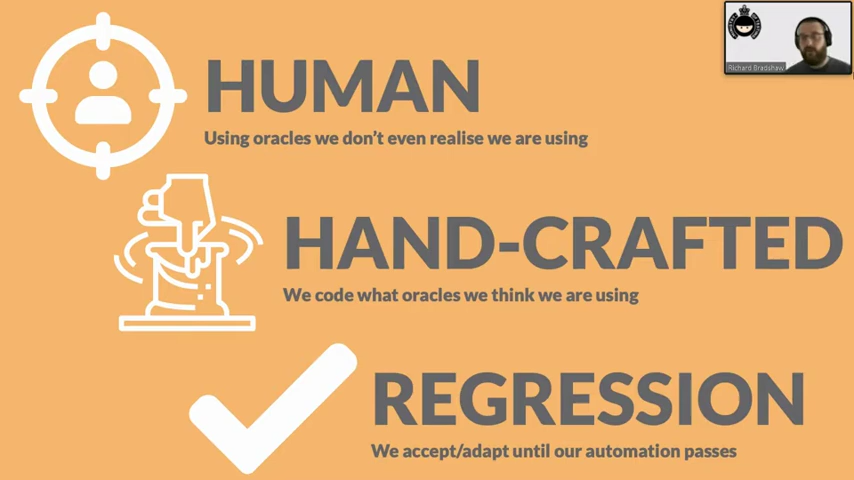 HUMAN
Using oracles we don't even realise we are using
HAND-CRAFTED
We code what oracles we think we are using
REGRESSION
We accept/adapt until our automation passes
Richard Bradshaw